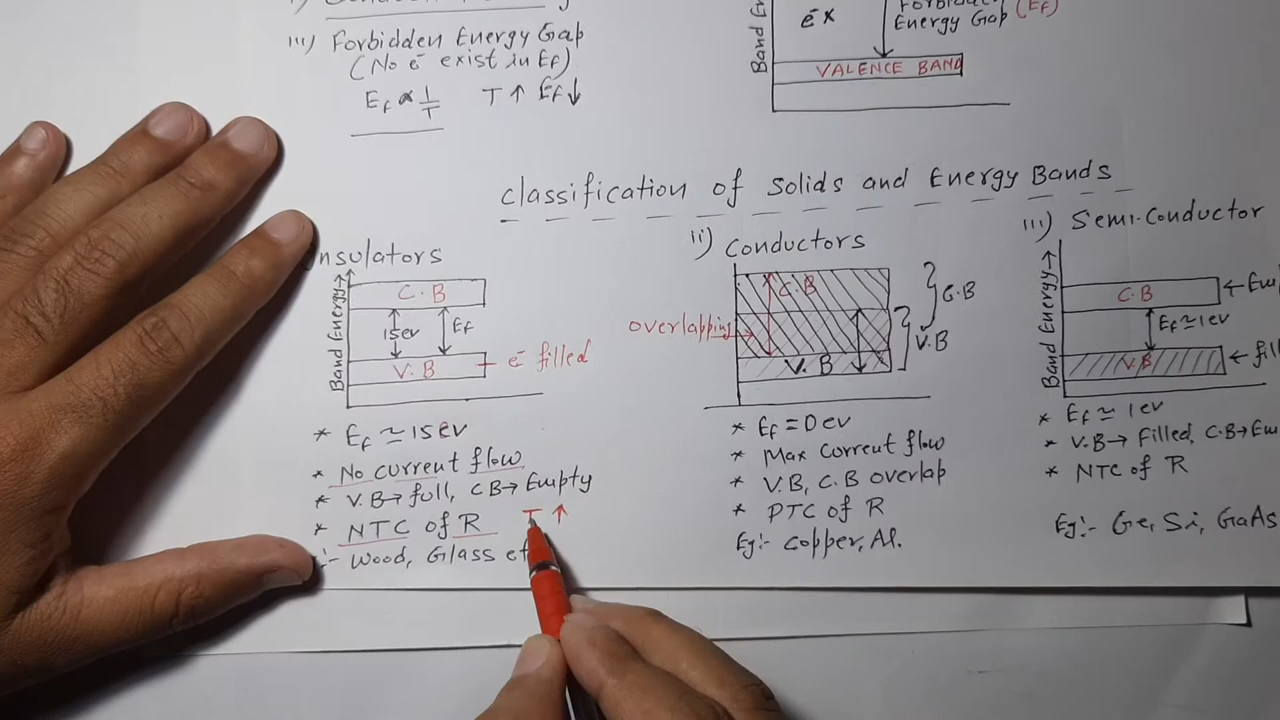 iii) Forbidden Energy Gap
(No e⁻ exist in Ef)
Ef ∝ 1/T T ↑ Ef ↓
e⁻ x
Energy Gap (Ef)
VALENCE BAND
Classification of Solids and Energy Bands
Insulators
Band Energy →
C.B
15ev
Ef
V.B
e⁻ filled
* Ef ≃ 15ev
* No current flow
* V.B → full, CB → Empty
* NTC of R T ↑
:- Wood, Glass
ii) Conductors
C.B
overlapping
V.B
C.B
V.B
* Ef = 0ev
* Max Current flow
* V.B, C.B overlap
* PTC of R
Eg:- Copper, Al.
iii) Semi-Conductor
Band Energy →
C.B
Ef ≃ 1ev
V.B
* Ef ≃ 1ev
* V.B → Filled, C.B →
* NTC of R
Eg:- Ge, Si, GaAs